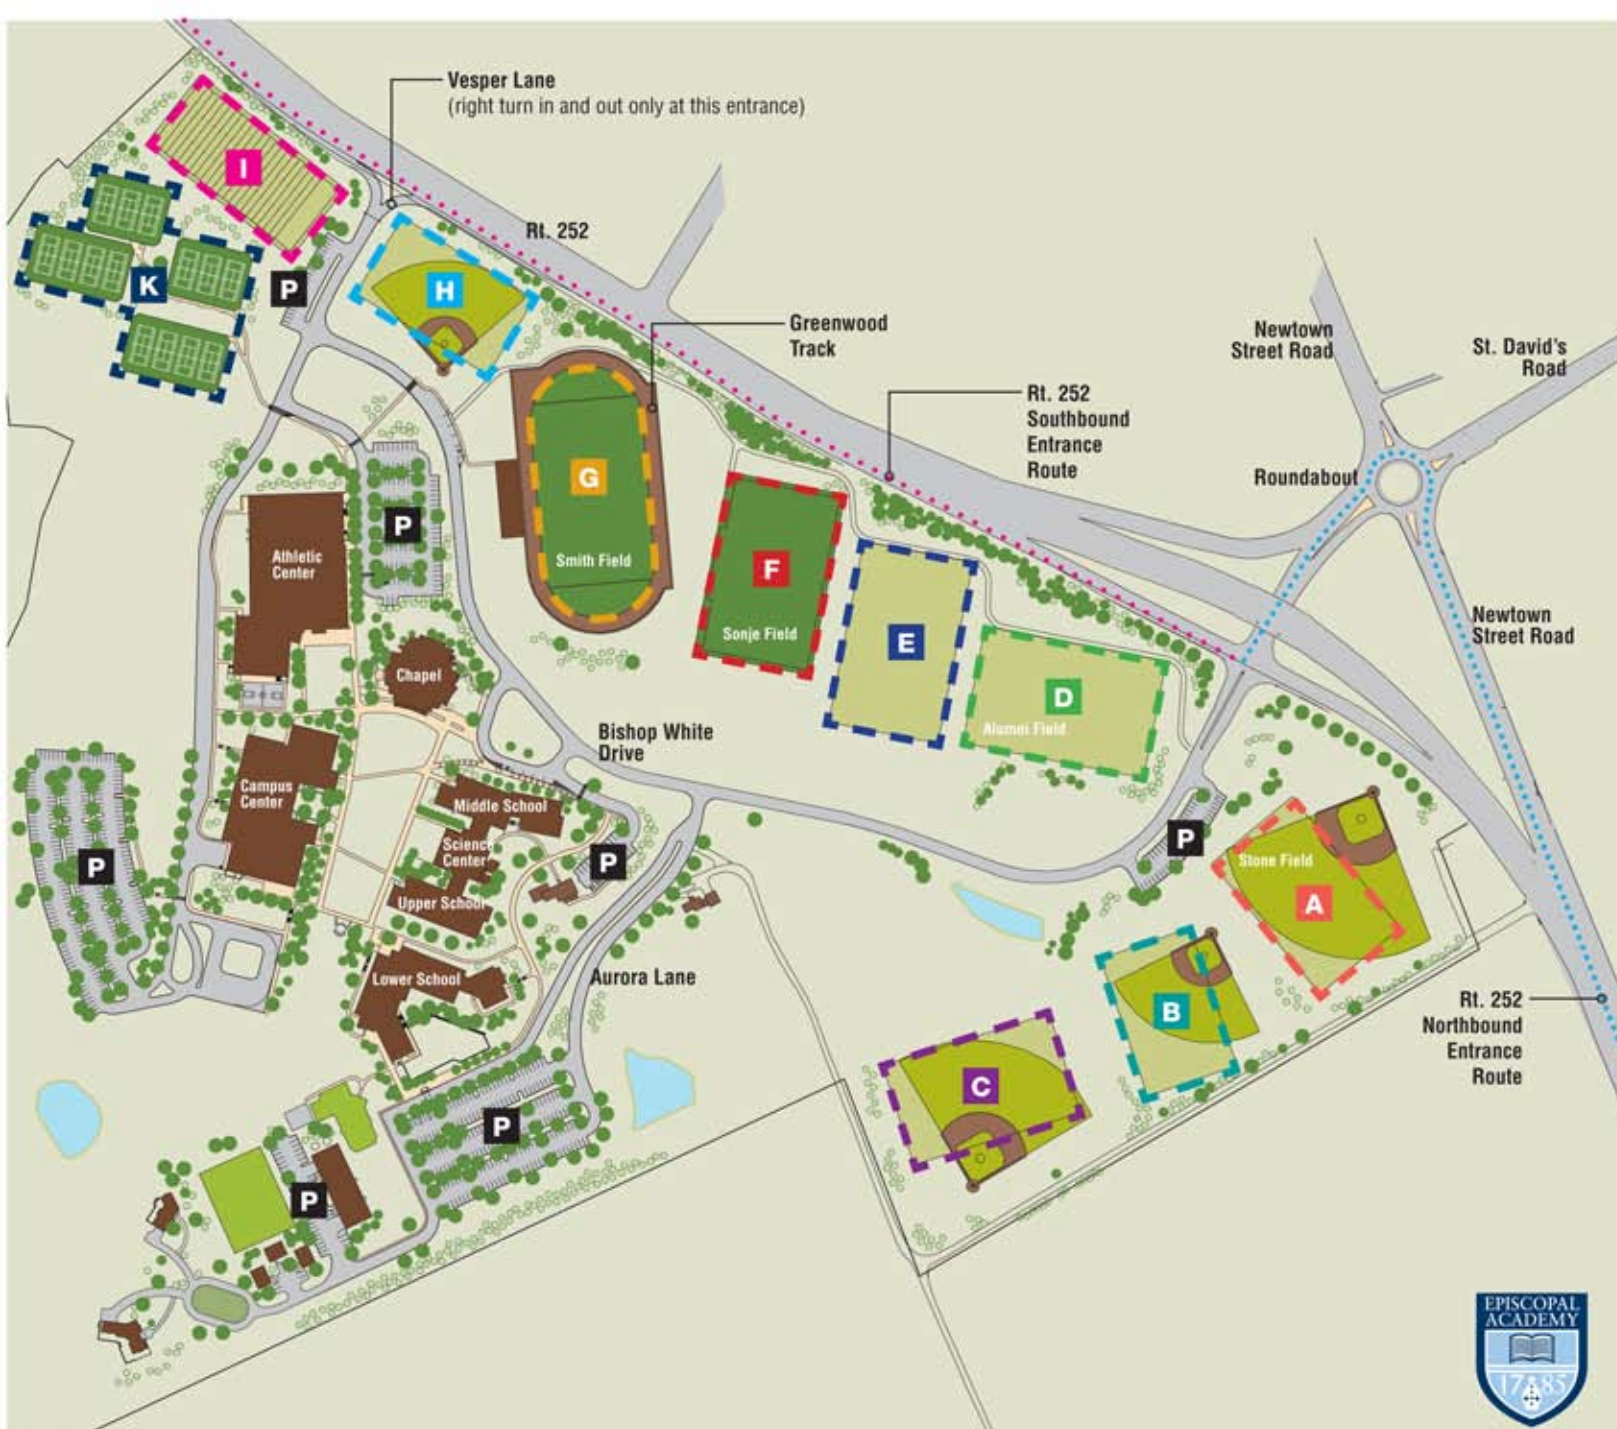 Vesper Lane
(right turn in and out only at this entrance)
I
Rt. 252
K
P
H
Greenwood
Track
Newtown
Street Road
St. David's
Road
Rt. 252
Southbound
Entrance
Route
Roundabout
G
Smith Field
P
Athletic
Center
F
Sonje Field
E
D
Alumni Field
Newtown
Street Road
Chapel
Bishop White
Drive
Campus
Center
Middle School
Science
Center
Upper School
P
P
P
Stone Field
A
Lower School
Aurora Lane
B
Rt. 252
Northbound
Entrance
Route
C
P
P
EPISCOPAL
ACADEMY
1785